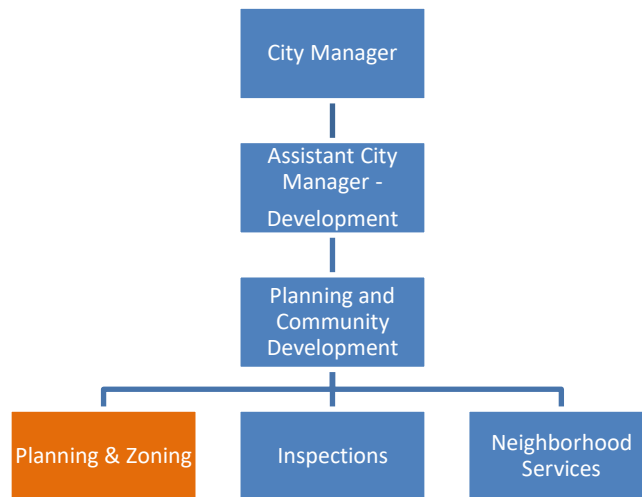 City Manager
Assistant City
Manager -
Development
Planning and
Community
Development
Planning & Zoning
Inspections
Neighborhood
Services